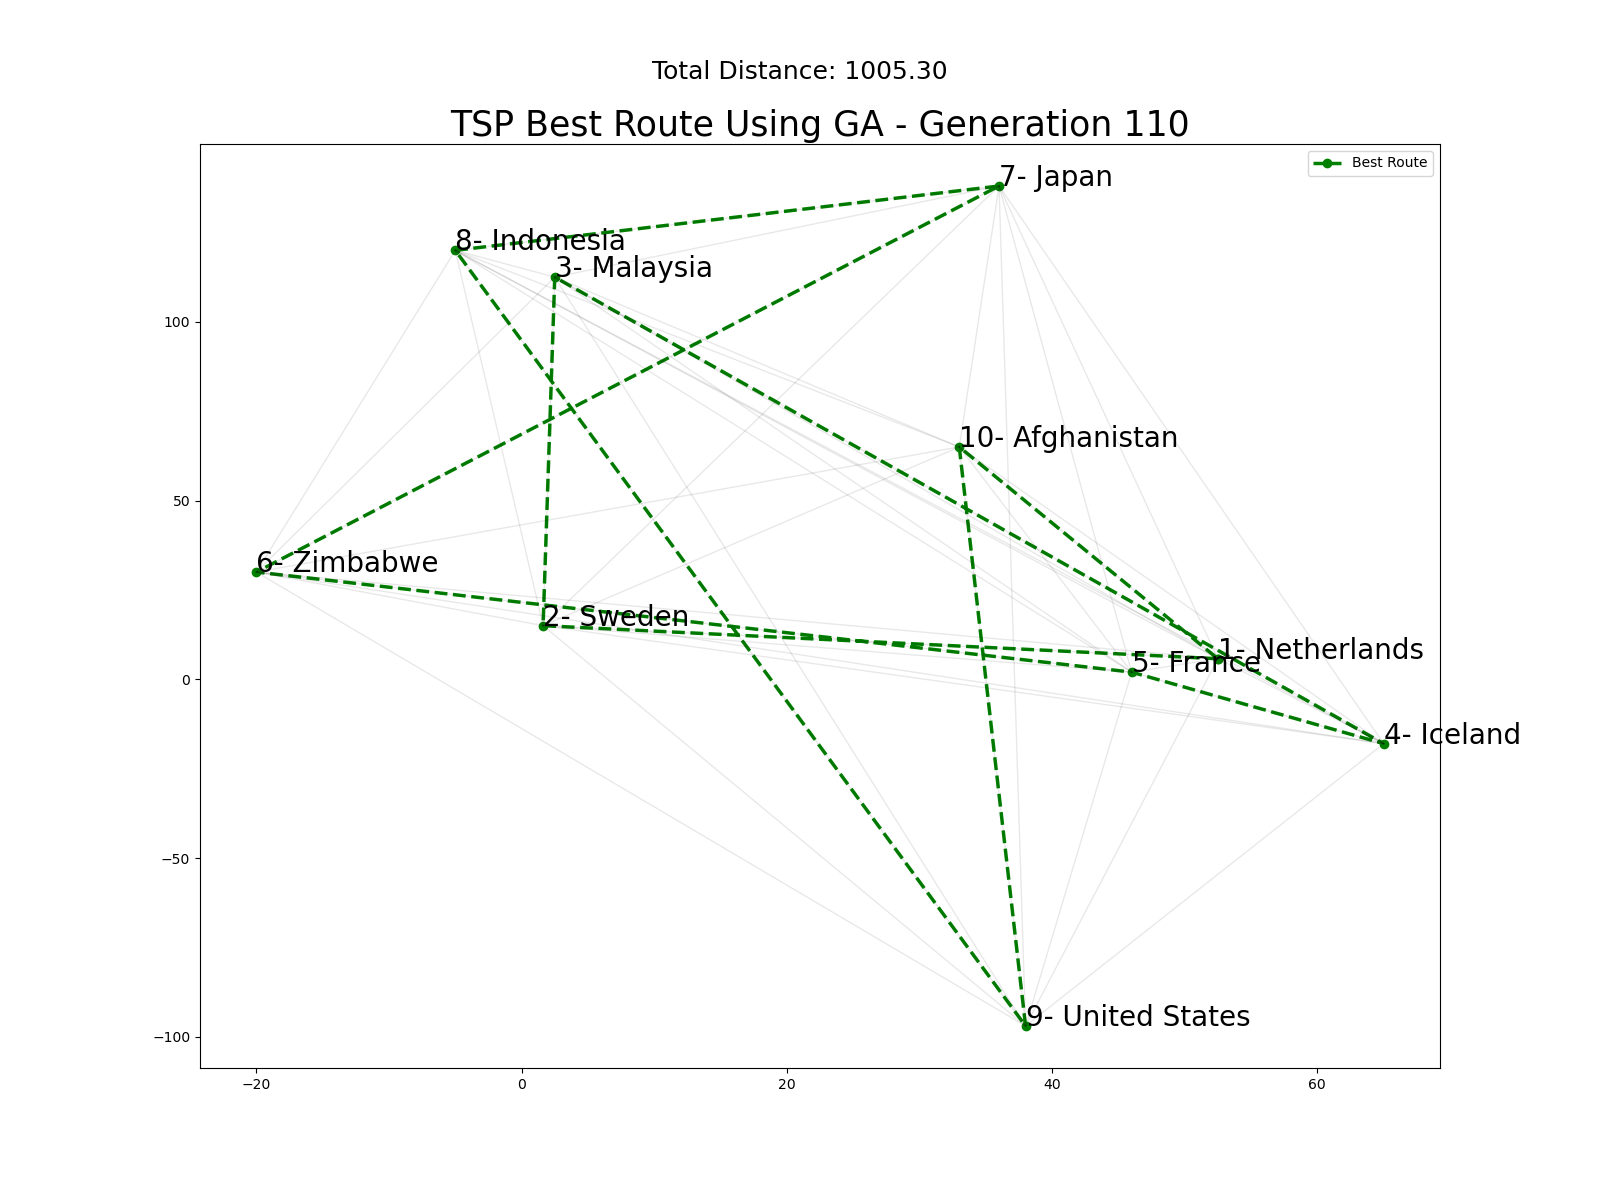 Total Distance: 1005.30
TSP Best Route Using GA - Generation 110
Best Route
7- Japan
8- Indonesia
3- Malaysia
100
10- Afghanistan
50
6- Zimbabwe
2- Sweden
1- Netherlands
5- France
0
4- Iceland
−50
9- United States
−100
−20 0 20 40 60